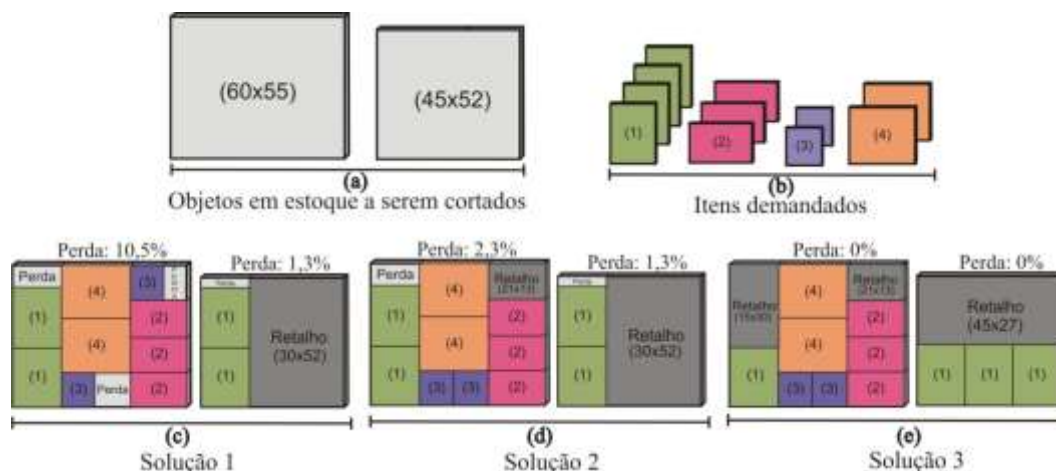 (60x55)
(45x52)
(1)
(2)
(3)
(4)
(a)
Objetos em estoque a serem cortados
(b)
Itens demandados
Perda: 10,5%
Perda: 1,3%
Perda
(4)
(3)
(1)
(2)
(4)
(2)
(1)
(3)
Perda
(2)
(1)
(1)
Retalho
(30x52)
(c)
Solução 1
Perda: 2,3%
Perda: 1,3%
Perda
(4)
Retalho
(21x13)
(1)
(2)
(4)
(2)
(1)
(3)
(3)
(2)
(1)
(1)
Retalho
(30x52)
(d)
Solução 2
Perda: 0%
Perda: 0%
Retalho
(4)
Retalho
(21x13)
(2)
(4)
(2)
(1)
(3)
(3)
(2)
Retalho
(45x27)
(1)
(1)
(1)
(e)
Solução 3